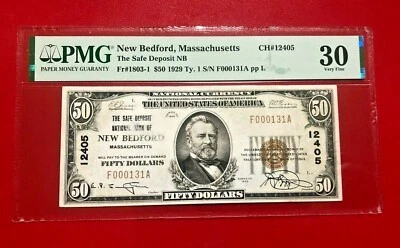 PMG
PAPER MONEY GUARANTY
New Bedford, Massachusetts
CH#12405
The Safe Deposit NB
Fr#1803-1 $50 1929 Ty. 1 S/N F000131A pp L
30
Very Fine
NATIONAL CURRENCY
THE UNITED STATES OF AMERICA
50
50
THE SAFE DEPOSIT
NATIONAL BANK OF
NEW BEDFORD
MASSACHUSETTS
WILL PAY TO THE BEARER ON DEMAND
FIFTY DOLLARS
F000131A
F000131A
12405
12405
FIFTY
50
50
FIFTY DOLLARS